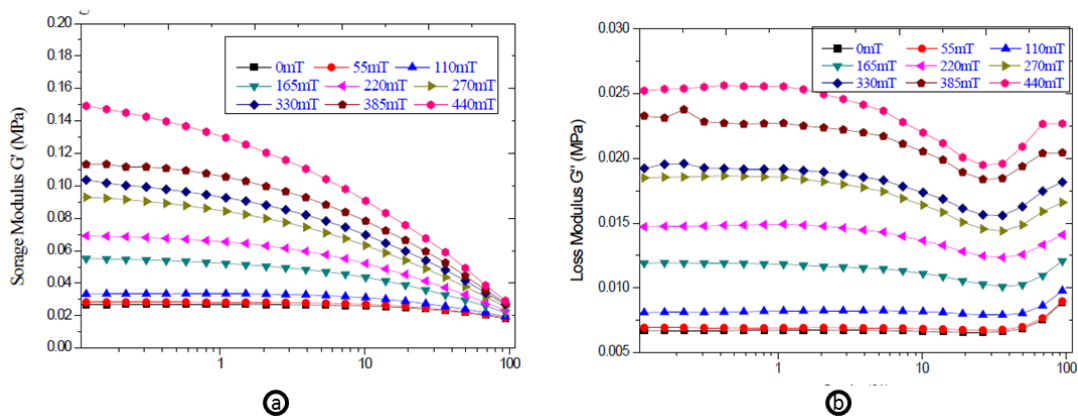 0.20
0.18
0.16
0.14
0.12
0.10
0.08
0.06
0.04
0.02
0.00
Sorage Modulus G' (MPa)
0mT 55mT 110mT
165mT 220mT 270mT
330mT 385mT 440mT
1 10 100
a
0.030
0.025
0.020
0.015
0.010
0.005
Loss Modulus G'' (MPa)
0mT 55mT 110mT
165mT 220mT 270mT
330mT 385mT 440mT
1 10 100
b